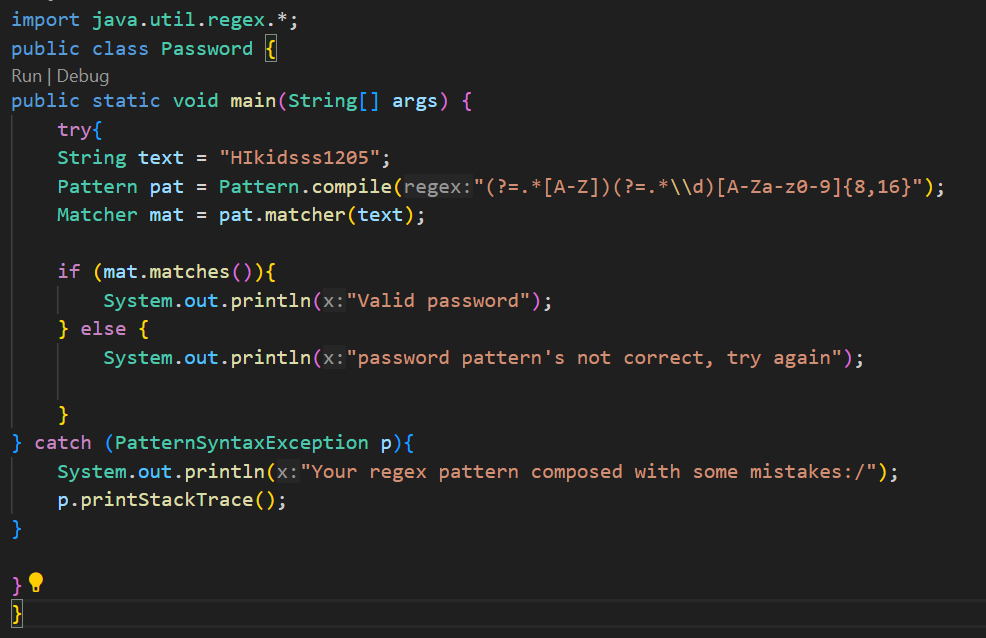 import java.util.regex.*;
public class Password {
Run | Debug
public static void main(String[] args) {
try{
String text = "HIkidsss1205";
Pattern pat = Pattern.compile(regex:"(?=.*[A-Z])(?=.*\\d)[A-Za-z0-9]{8,16}");
Matcher mat = pat.matcher(text);
if (mat.matches()){
System.out.println(x:"Valid password");
} else {
System.out.println(x:"password pattern's not correct, try again");
}
} catch (PatternSyntaxException p){
System.out.println(x:"Your regex pattern composed with some mistakes:/");
p.printStackTrace();
}
}
}